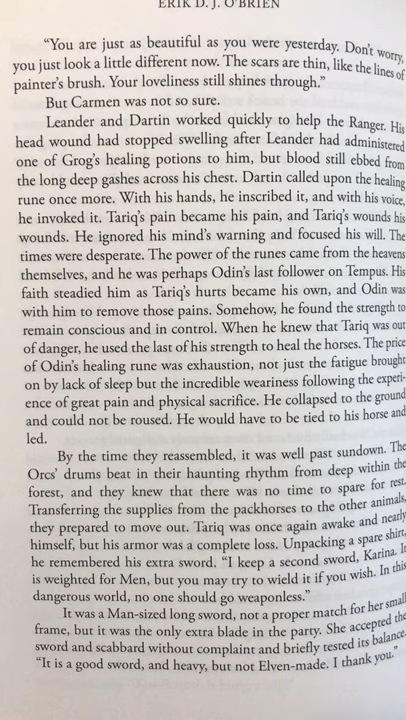 ERIK D. J. O'BRIEN
"You are just as beautiful as you were yesterday. Don't worry,
you just look a little different now. The scars are thin, like the lines of
painter's brush. Your loveliness still shines through."
But Carmen was not so sure.
Leander and Dartin worked quickly to help the Ranger. His
head wound had stopped swelling after Leander had administered
one of Grog's healing potions to him, but blood still ebbed from
the long deep gashes across his chest. Dartin called upon the healing
rune once more. With his hands, he inscribed it, and with his voice,
he invoked it. Tariq's pain became his pain, and Tariq's wounds his
wounds. He ignored his mind's warning and focused his will. The
times were desperate. The power of the runes came from the heavens
themselves, and he was perhaps Odin's last follower on Tempus. His
faith steadied him as Tariq's hurts became his own, and Odin was
with him to remove those pains. Somehow, he found the strength to
remain conscious and in control. When he knew that Tariq was out
of danger, he used the last of his strength to heal the horses. The price
of Odin's healing rune was exhaustion, not just the fatigue brought
on by lack of sleep but the incredible weariness following the experi-
ence of great pain and physical sacrifice. He collapsed to the ground
and could not be roused. He would have to be tied to his horse and
led.
By the time they reassembled, it was well past sundown. The
Orcs' drums beat in their haunting rhythm from deep within the
forest, and they knew that there was no time to spare for rest.
Transferring the supplies from the packhorses to the other animals,
they prepared to move out. Tariq was once again awake and nearly
himself, but his armor was a complete loss. Unpacking a spare shirt,
he remembered his extra sword. "I keep a second sword, Karina. It
is weighted for Men, but you may try to wield it if you wish. In this
dangerous world, no one should go weaponless."
It was a Man-sized long sword, not a proper match for her small
frame, but it was the only extra blade in the party. She accepted the
sword and scabbard without complaint and briefly tested its balance.
"It is a good sword, and heavy, but not Elven-made. I thank you."